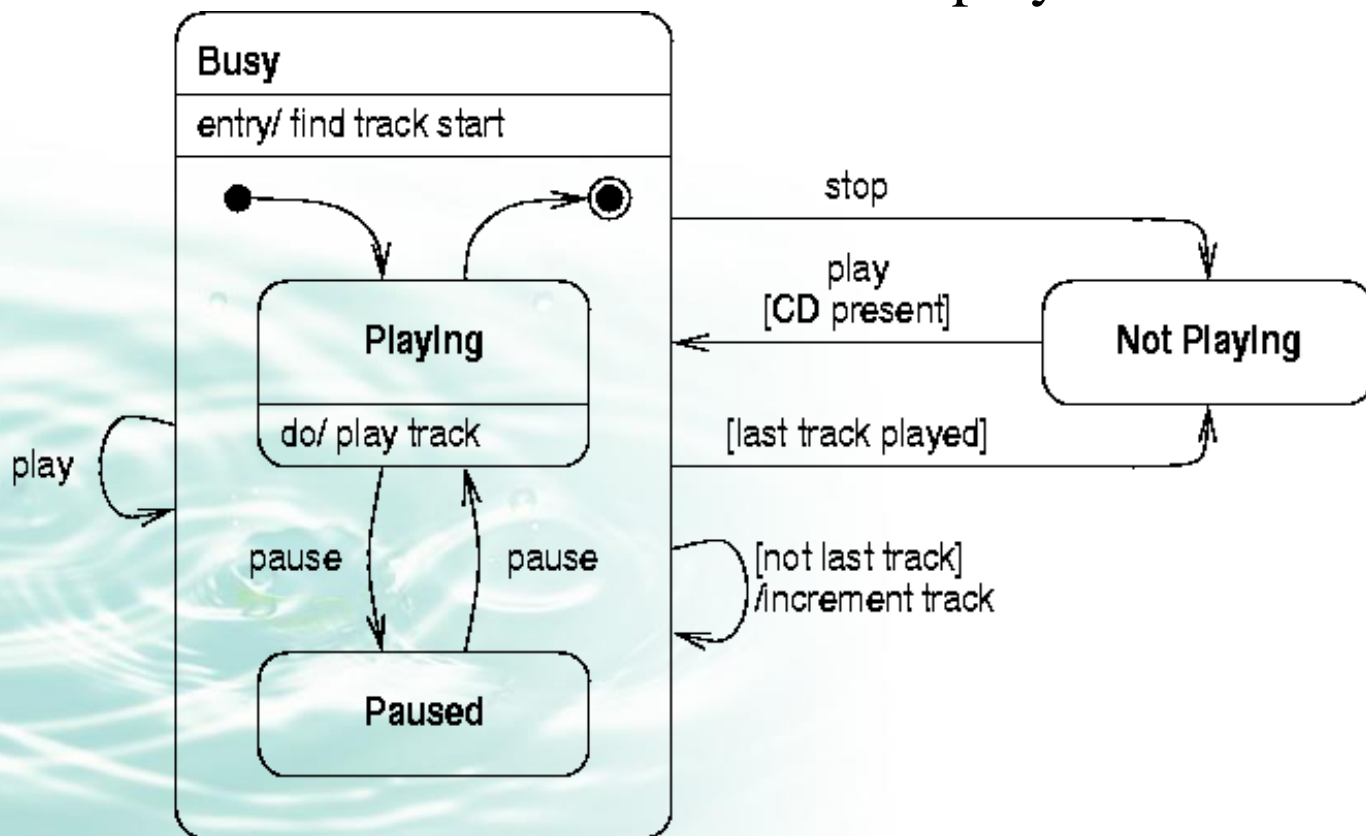 Busy
entry/ find track start
stop
play
[CD present]
Playing
Not Playing
do/ play track
[last track played]
play
pause
pause
[not last track]
/increment track
Paused